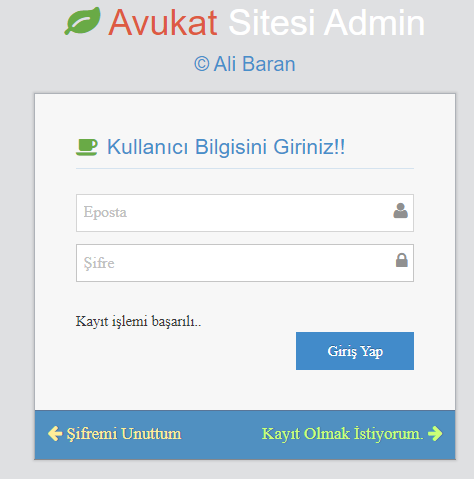 Avukat Sitesi Admin
© Ali Baran
Kullanıcı Bilgisini Giriniz!!
Eposta
Şifre
Kayıt işlemi başarılı..
Giriş Yap
Şifremi Unuttum
Kayıt Olmak İstiyorum.